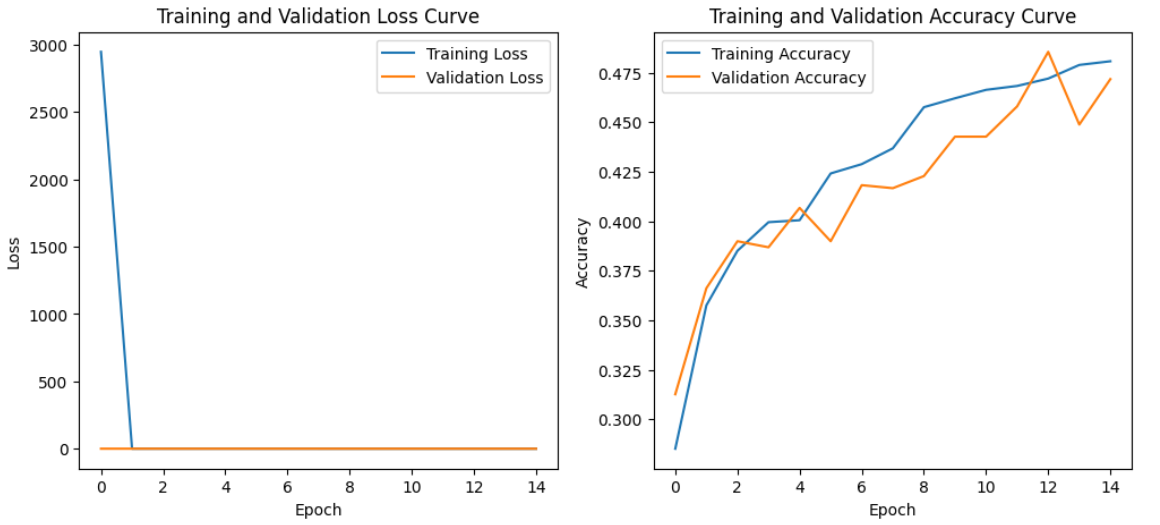 Training and Validation Loss Curve
3000
2500
2000
1500
1000
500
0
Loss
Training Loss
Validation Loss
0 2 4 6 8 10 12 14
Epoch
Training and Validation Accuracy Curve
0.475
0.450
0.425
0.400
0.375
0.350
0.325
0.300
Accuracy
Training Accuracy
Validation Accuracy
0 2 4 6 8 10 12 14
Epoch